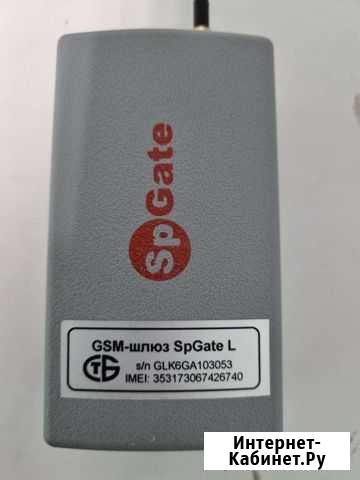 SpGate
GSM-шлюз SpGate L
s/n GLK6GA103053
IMEI: 353173067426740
Интернет-
Кабинет.Ру